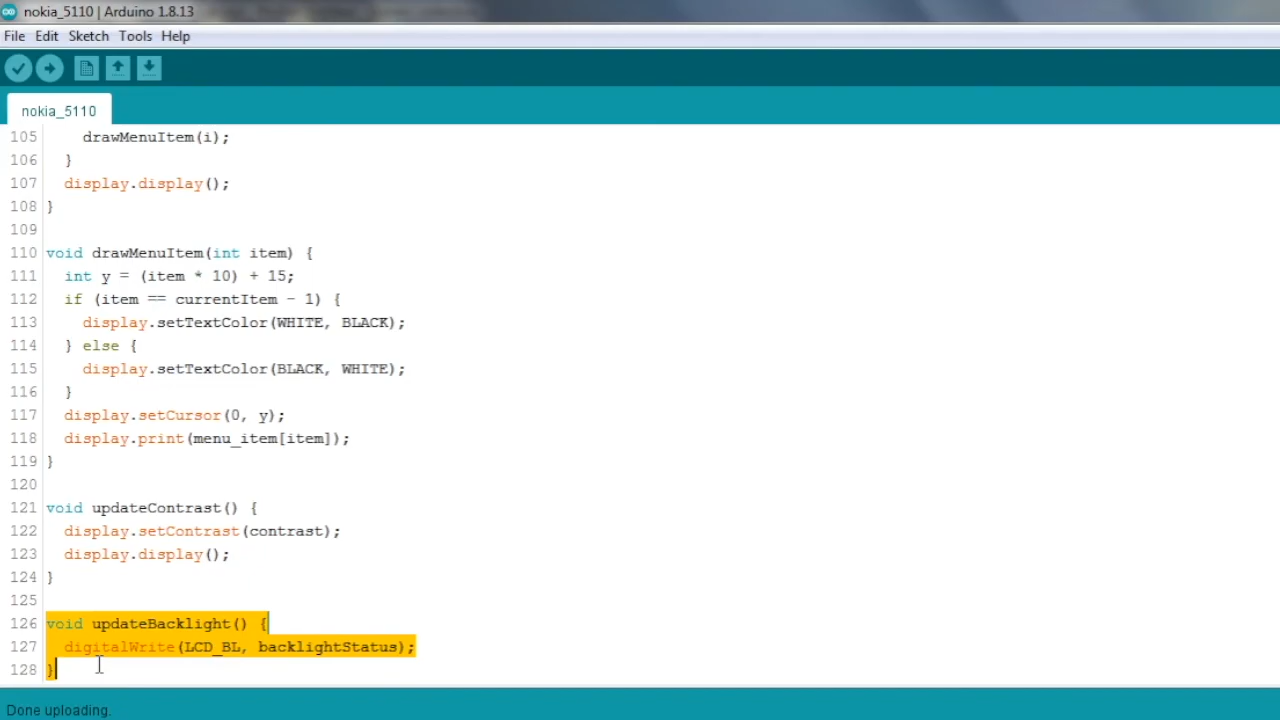 nokia_5110 | Arduino 1.8.13
File Edit Sketch Tools Help
nokia_5110
105 drawMenuItem(i);
106 }
107 display.display();
108 }
109
110 void drawMenuItem(int item) {
111 int y = (item * 10) + 15;
112 if (item == currentItem - 1) {
113 display.setTextColor(WHITE, BLACK);
114 } else {
115 display.setTextColor(BLACK, WHITE);
116 }
117 display.setCursor(0, y);
118 display.print(menu_item[item]);
119 }
120
121 void updateContrast() {
122 display.setContrast(contrast);
123 display.display();
124 }
125
126 void updateBacklight() {
127 digitalWrite(LCD_BL, backlightStatus);
128 }
Done uploading.